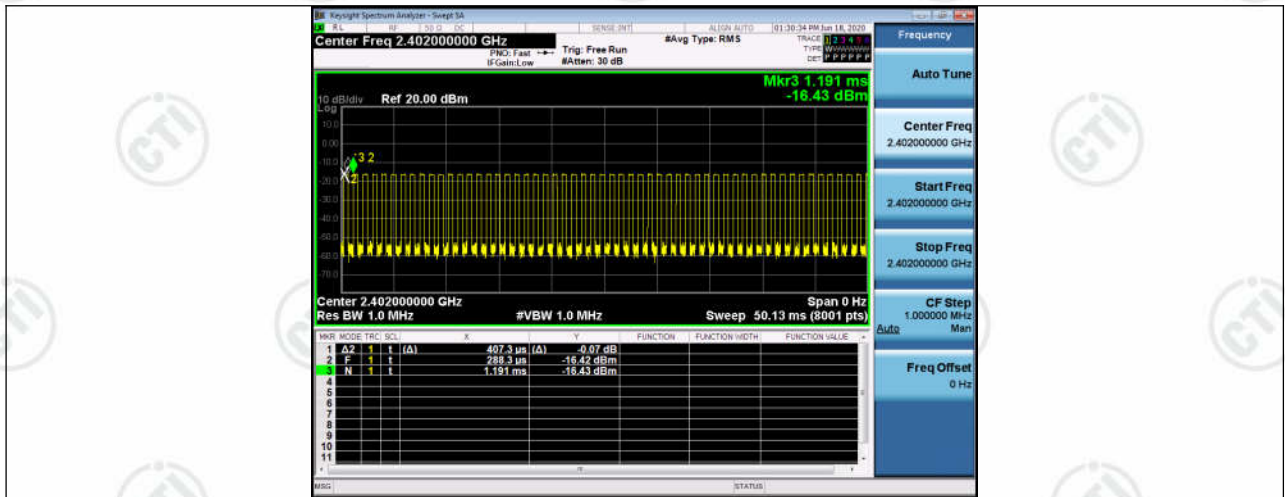 Keysight Spectrum Analyzer - Swept SA
RL RF 50 Ω DC SENSE:INT ALIGN AUTO 01:30:34 PM Jun 18, 2020
Center Freq 2.402000000 GHz
PNO: Fast
IFGain:Low
Trig: Free Run
#Atten: 30 dB
#Avg Type: RMS
TRACE 1 2 3 4 5 6
TYPE
DET P P P P P P
Frequency
Auto Tune
Center Freq
2.402000000 GHz
Start Freq
2.402000000 GHz
Stop Freq
2.402000000 GHz
CF Step
1.000000 MHz
Auto Man
Freq Offset
0 Hz
Mkr3 1.191 ms
-16.43 dBm
10 dB/div Ref 20.00 dBm
Log
10.0
0.00
-10.0
-20.0
-30.0
-40.0
-50.0
-60.0
-70.0
3 2
2
Center 2.402000000 GHz Span 0 Hz
Res BW 1.0 MHz #VBW 1.0 MHz Sweep 50.13 ms (8001 pts)
MKR MODE TRC SCL X Y FUNCTION FUNCTION WIDTH FUNCTION VALUE
1 Δ2 1 t (Δ) 407.3 µs (Δ) -0.07 dB
2 F 1 t 288.3 µs -16.42 dBm
3 N 1 t 1.191 ms -16.43 dBm
4
5
6
7
8
9
10
11
MSG STATUS
CTI
CTI
CTI